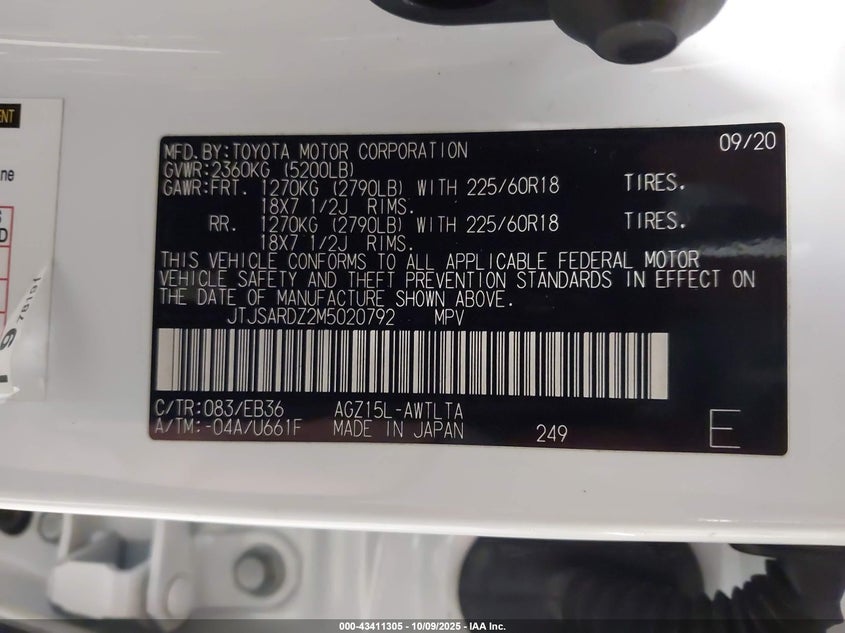 ENT
ne
S
D
9 78191
MFD.BY:TOYOTA MOTOR CORPORATION 09/20
GVWR:2360KG (5200LB)
GAWR:FRT. 1270KG (2790LB) WITH 225/60R18 TIRES.
18X7 1/2J RIMS.
RR. 1270KG (2790LB) WITH 225/60R18 TIRES.
18X7 1/2J RIMS.
THIS VEHICLE CONFORMS TO ALL APPLICABLE FEDERAL MOTOR
VEHICLE SAFETY AND THEFT PREVENTION STANDARDS IN EFFECT ON
THE DATE OF MANUFACTURE SHOWN ABOVE.
JTJSARDZ2M5020792 MPV
C/TR:083/EB36 AGZ15L-AWTLTA
A/TM:-04A/U661F MADE IN JAPAN 249 E
000-43411305 - 10/09/2025 - IAA Inc.